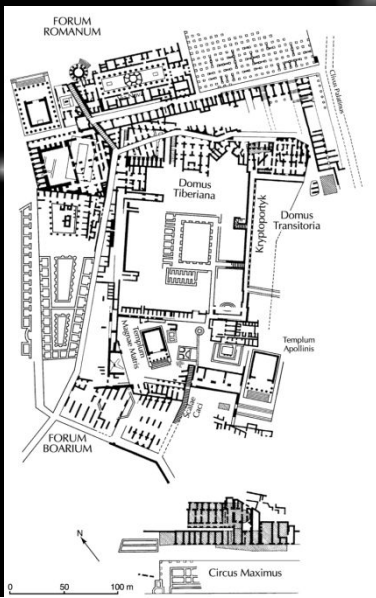 FORUM
ROMANUM
Clivus Palatinus
Domus
Tiberiana
Kryptoportyk
Domus
Transitoria
Templum
Magnae Matris
Templum
Apollinis
Scalae
Caci
FORUM
BOARIUM
N
Circus Maximus
0 50 100 m